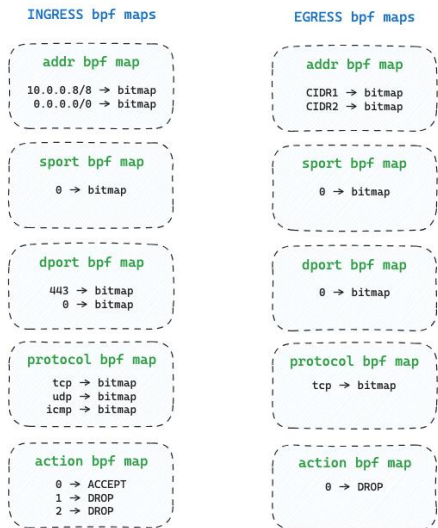 INGRESS bpf maps
addr bpf map
10.0.0.8/8 → bitmap
0.0.0.0/0 → bitmap
sport bpf map
0 → bitmap
dport bpf map
443 → bitmap
0 → bitmap
protocol bpf map
tcp → bitmap
udp → bitmap
icmp → bitmap
action bpf map
0 → ACCEPT
1 → DROP
2 → DROP
EGRESS bpf maps
addr bpf map
CIDR1 → bitmap
CIDR2 → bitmap
sport bpf map
0 → bitmap
dport bpf map
0 → bitmap
protocol bpf map
tcp → bitmap
action bpf map
0 → DROP